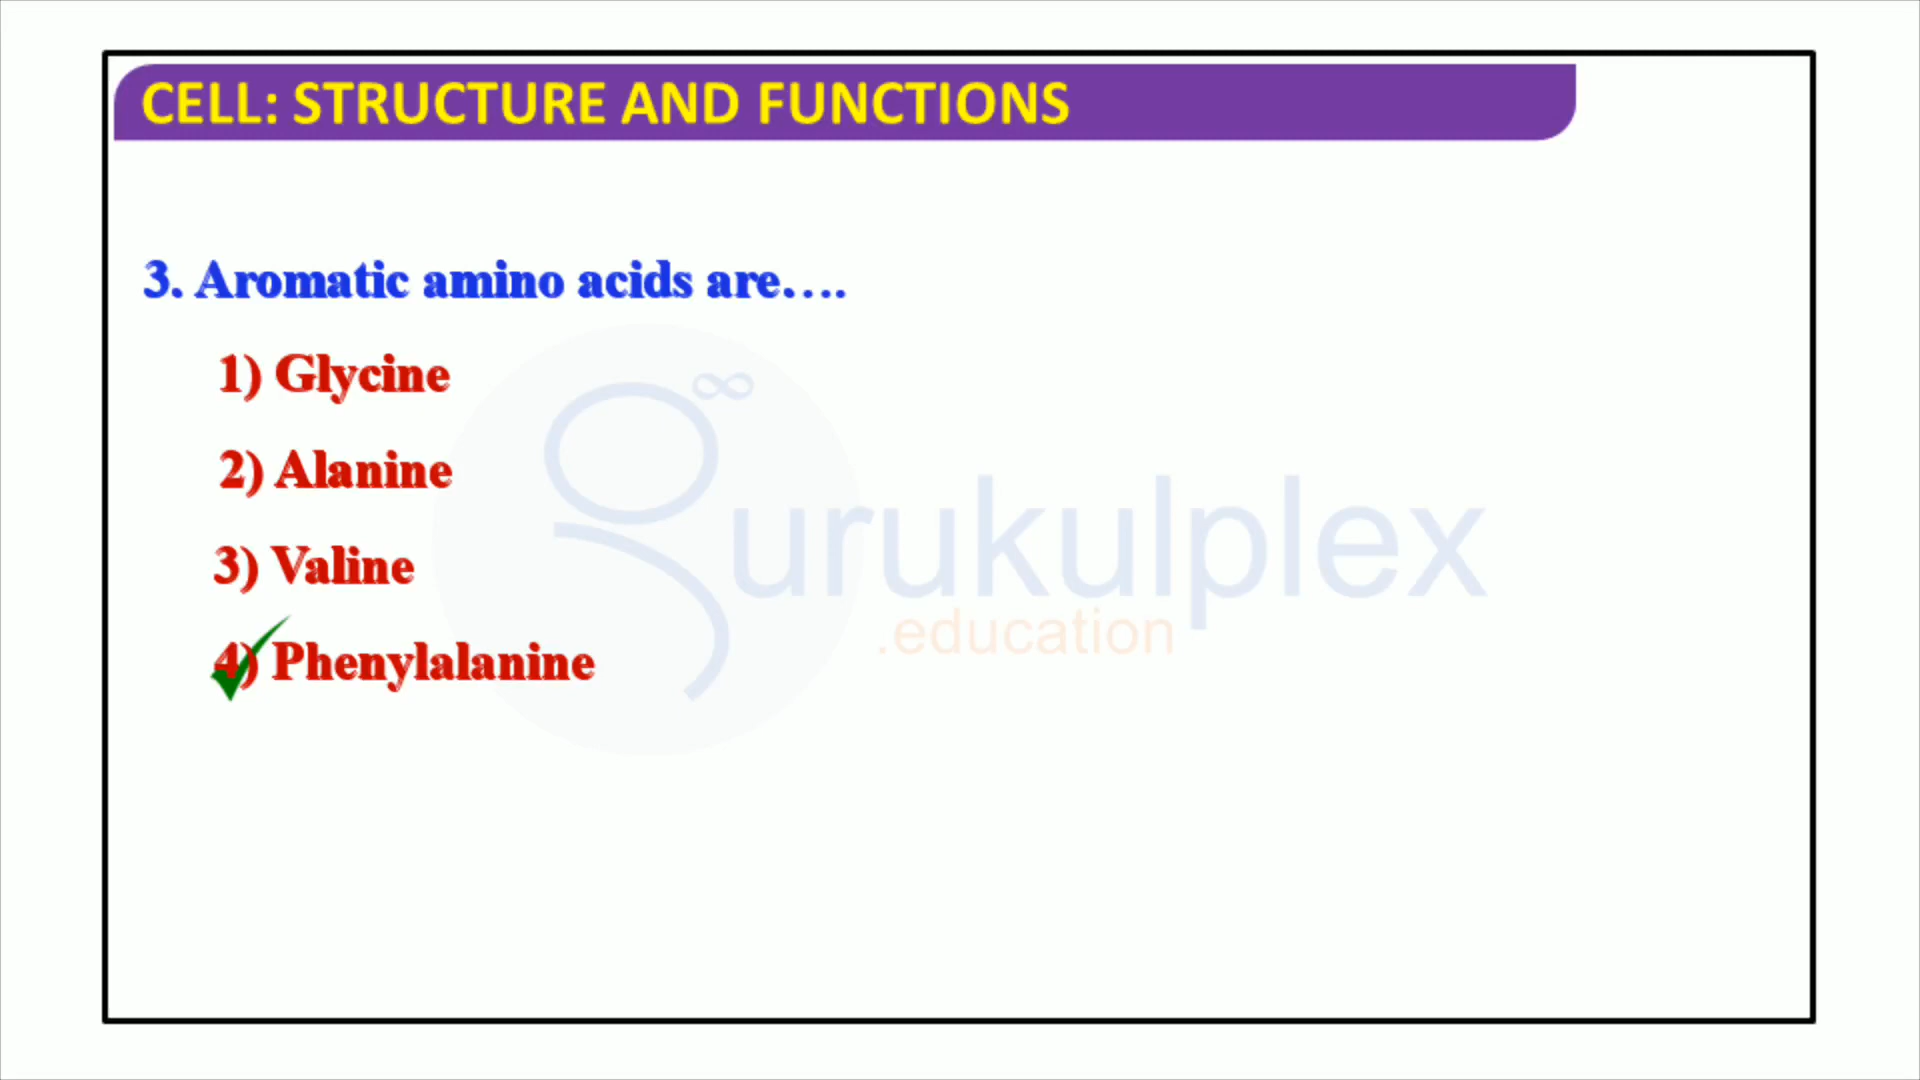 CELL: STRUCTURE AND FUNCTIONS
3. Aromatic amino acids are....
1) Glycine
2) Alanine
3) Valine
4) Phenylalanine
gurukulplex
.education